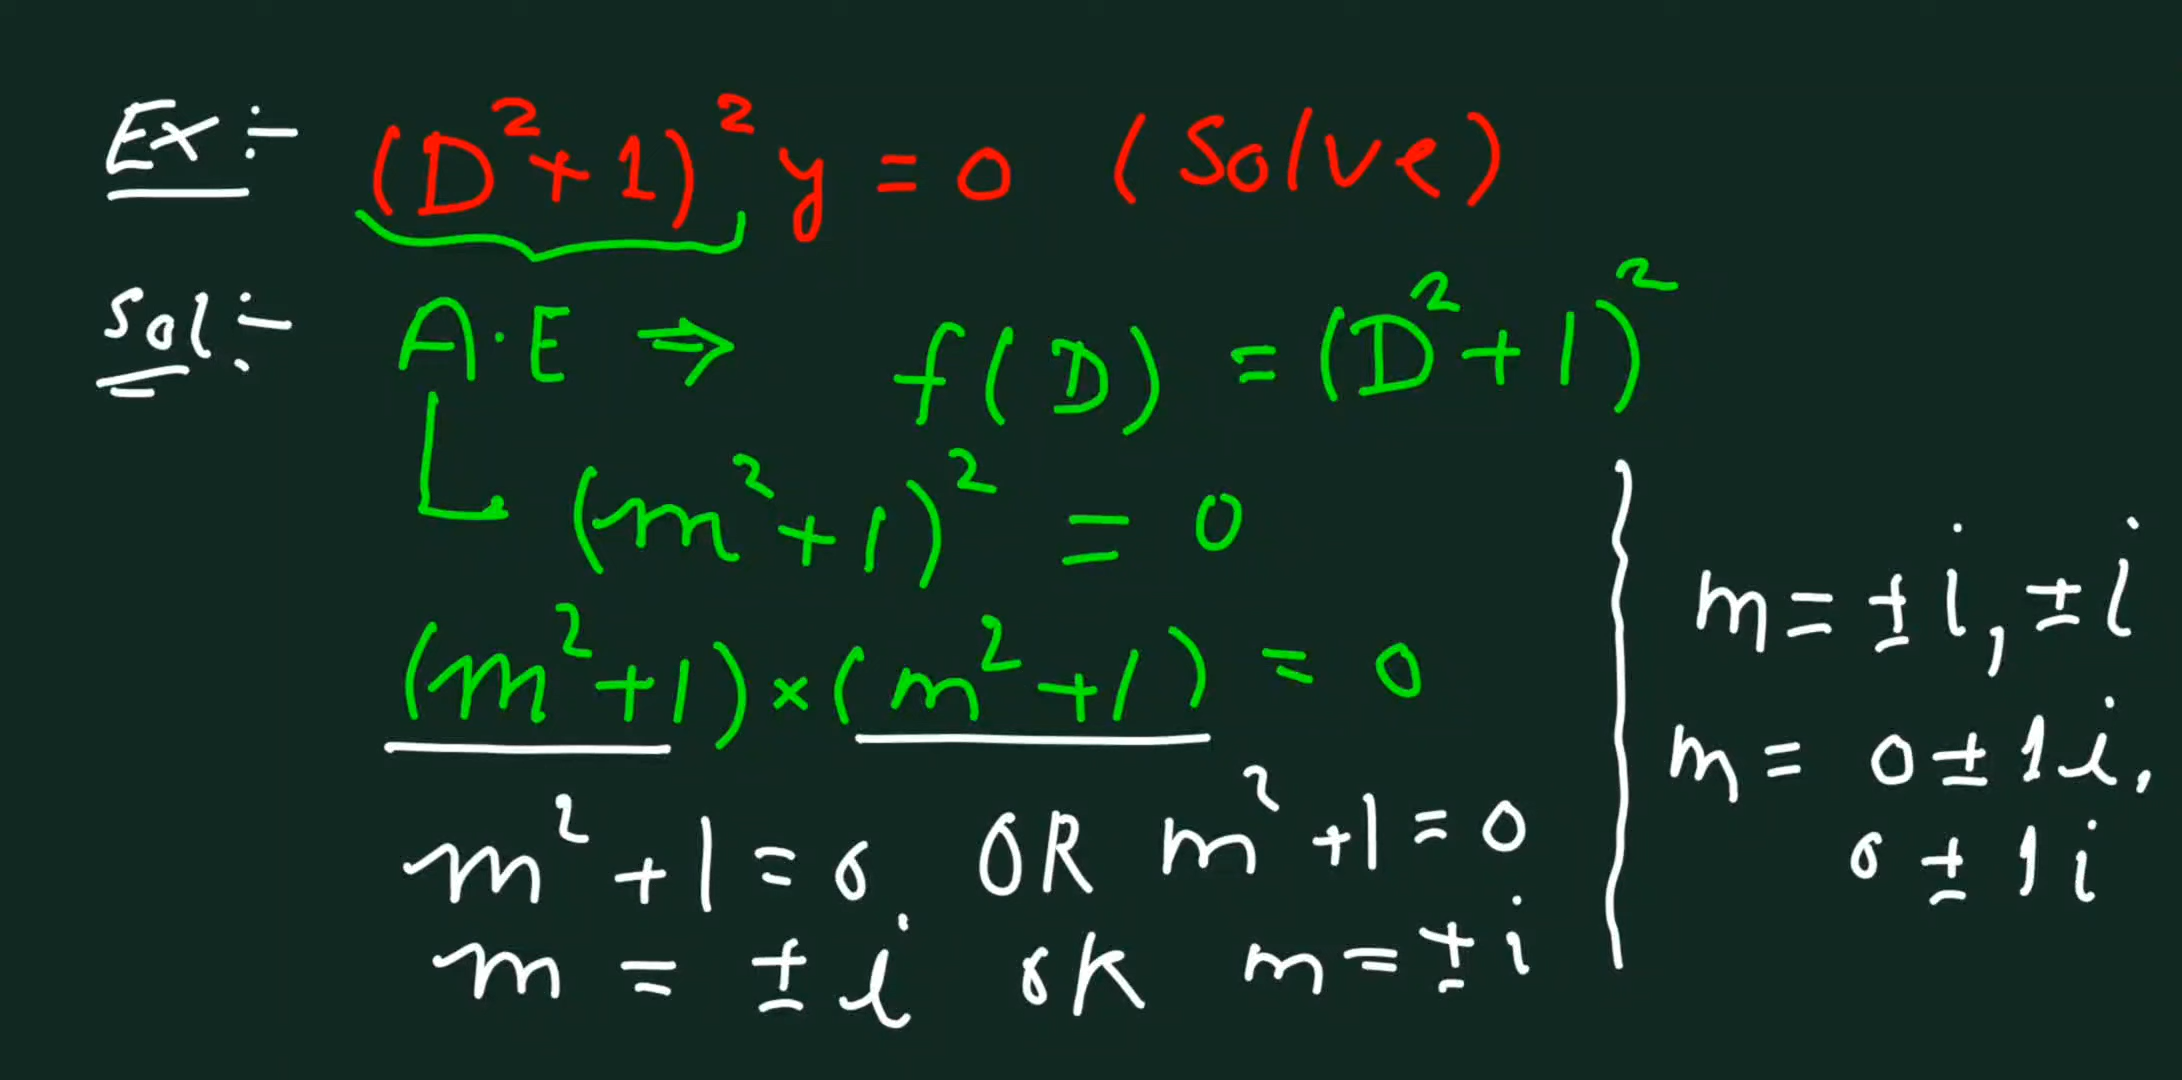 Ex:- (D²+1)² y = 0 (Solve)
Sol:- A·E ⇒ f(D) = (D²+1)²
(m²+1)² = 0
(m²+1)×(m²+1) = 0
m²+1=0 OR m²+1=0
m = ±i OR m=±i
m = ±i, ±i
m = 0±1i,
0±1i